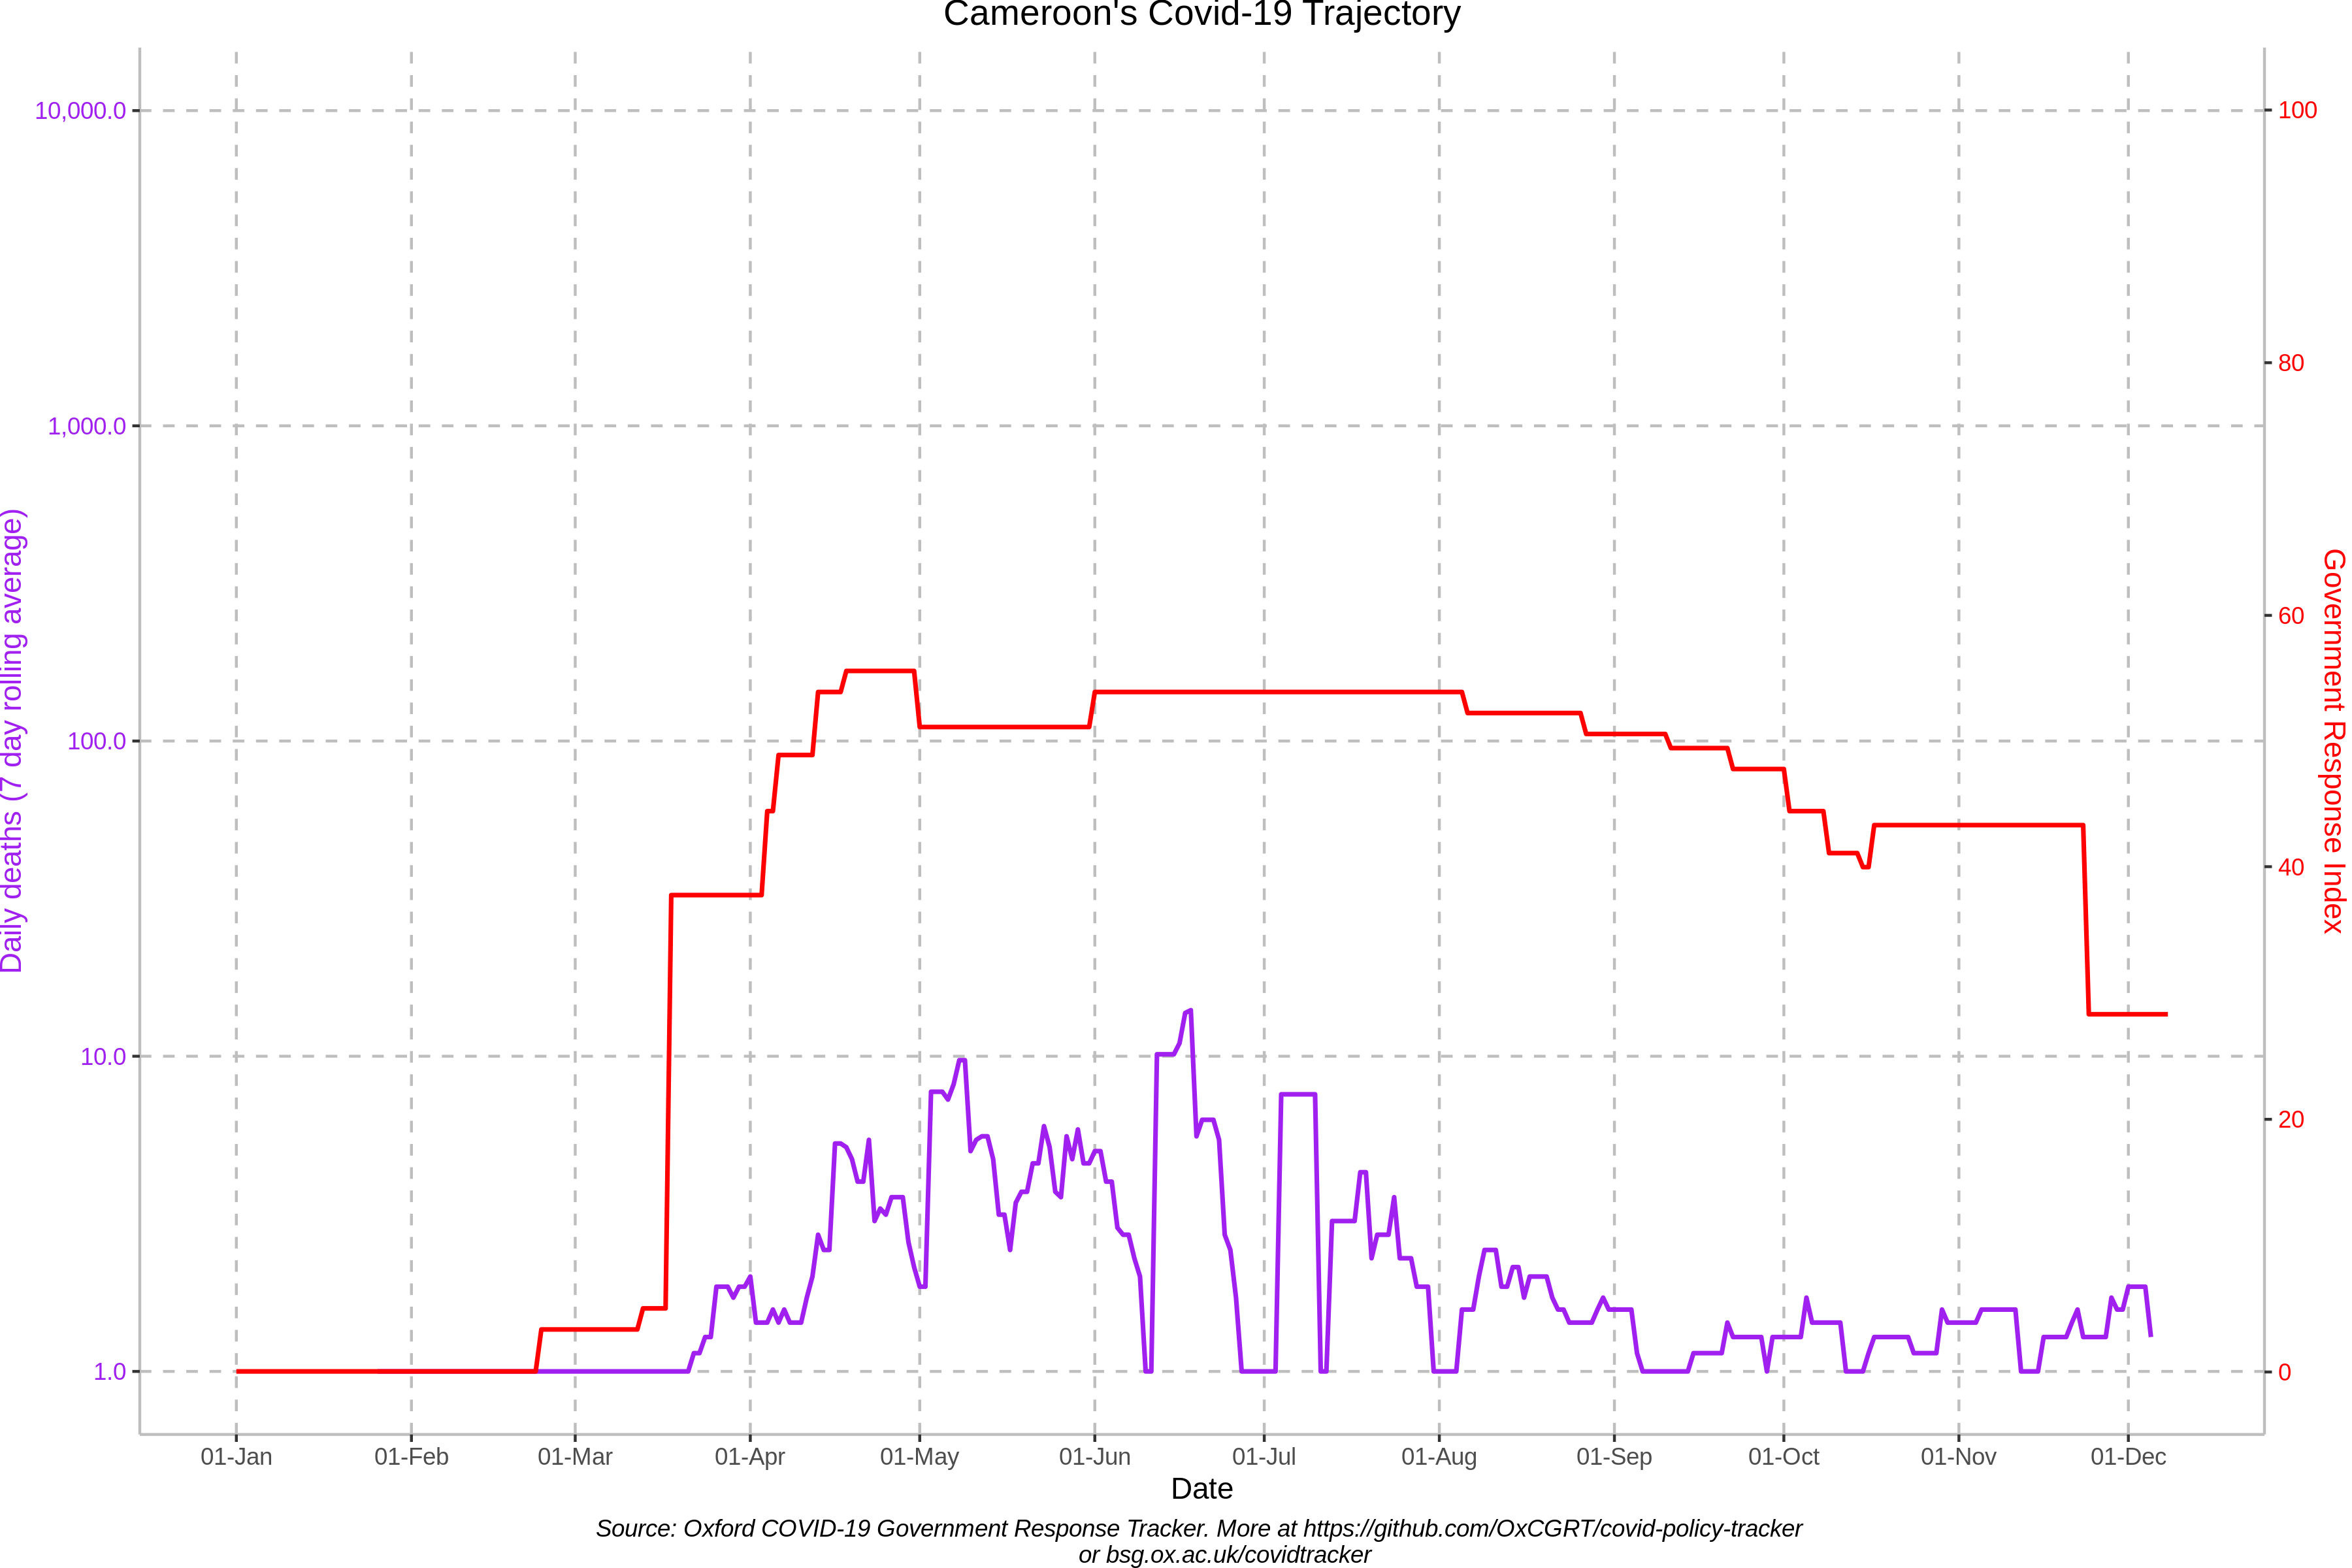 Cameroon's Covid-19 Trajectory
10,000.0
1,000.0
100.0
10.0
1.0
Daily deaths (7 day rolling average)
100
80
60
40
20
0
Government Response Index
01-Jan
01-Feb
01-Mar
01-Apr
01-May
01-Jun
01-Jul
01-Aug
01-Sep
01-Oct
01-Nov
01-Dec
Date
Source: Oxford COVID-19 Government Response Tracker. More at https://github.com/OxCGRT/covid-policy-tracker
or bsg.ox.ac.uk/covidtracker